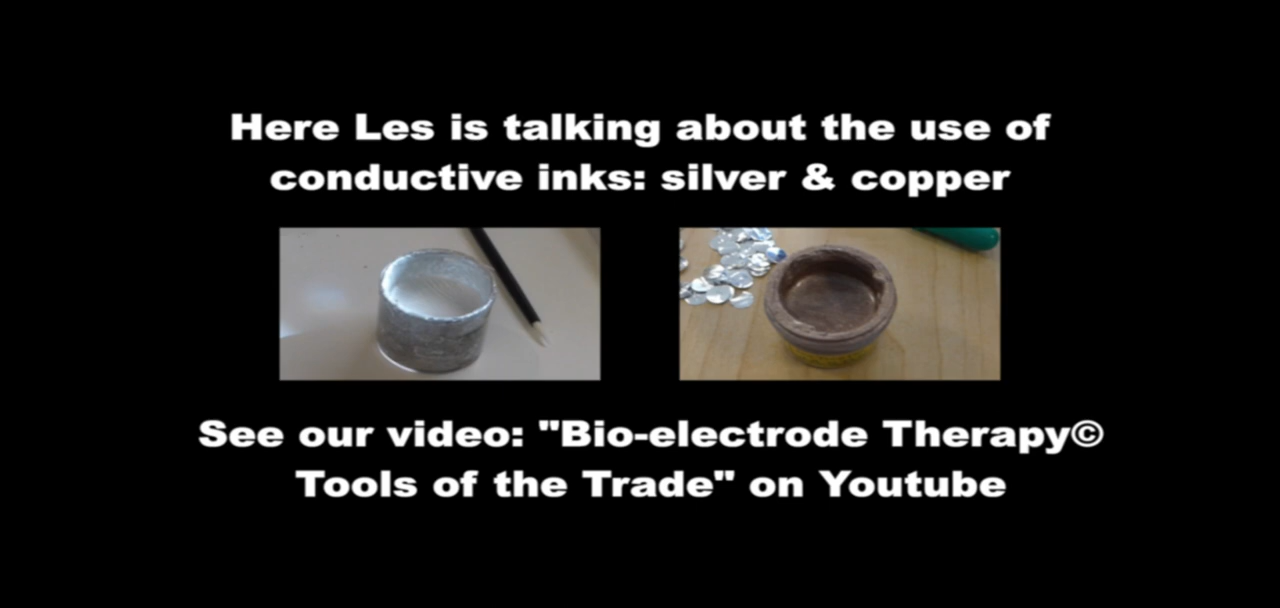 Here Les is talking about the use of
conductive inks: silver & copper
See our video: "Bio-electrode Therapy©
Tools of the Trade" on Youtube